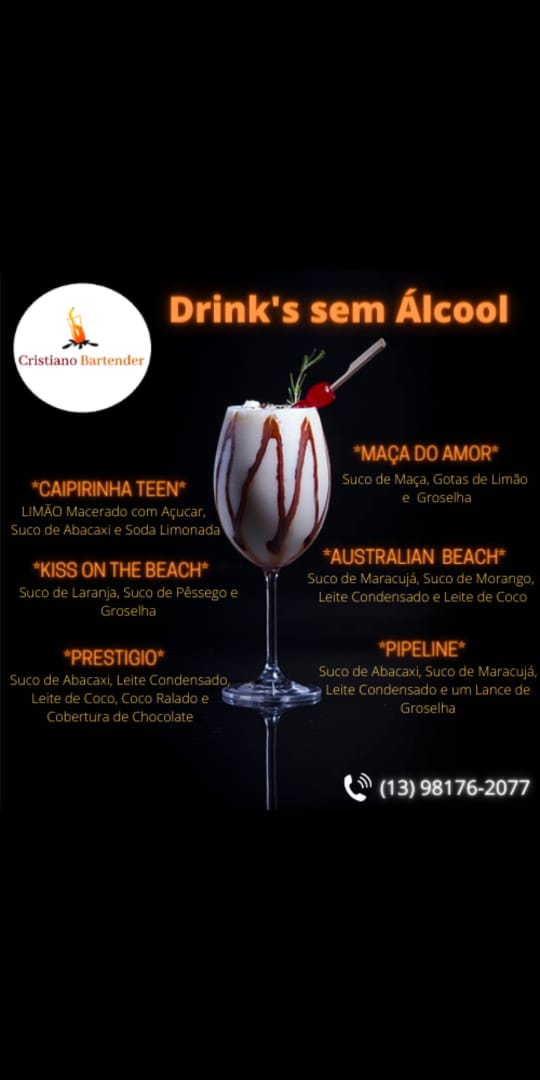 Drink's sem Álcool
Cristiano Bartender
*CAIPIRINHA TEEN*
LIMÃO Macerado com Açucar,
Suco de Abacaxi e Soda Limonada
*KISS ON THE BEACH*
Suco de Laranja, Suco de Pêssego e
Groselha
*PRESTIGIO*
Suco de Abacaxi, Leite Condensado,
Leite de Coco, Coco Ralado e
Cobertura de Chocolate
*MAÇA DO AMOR*
Suco de Maça, Gotas de Limão
e Groselha
*AUSTRALIAN BEACH*
Suco de Maracujá, Suco de Morango,
Leite Condensado e Leite de Coco
*PIPELINE*
Suco de Abacaxi, Suco de Maracujá,
Leite Condensado e um Lance de
Groselha
(13) 98176-2077